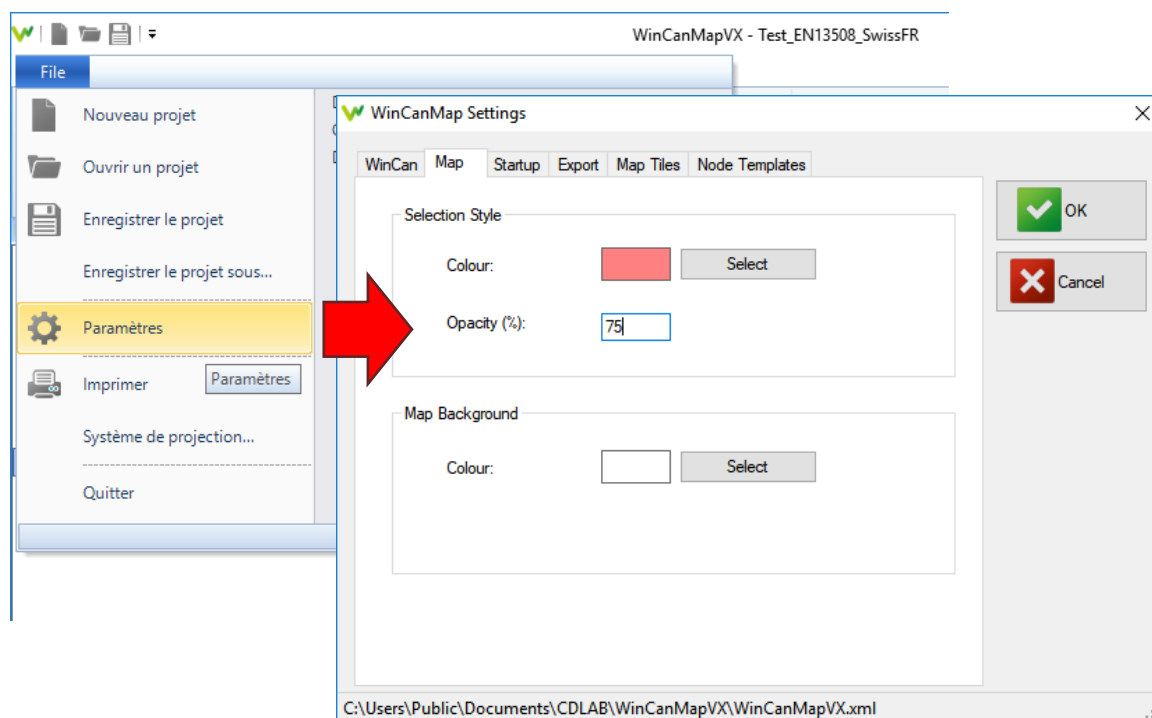 WinCanMapVX - Test_EN13508_SwissFR
File
Nouveau projet
Ouvrir un projet
Enregistrer le projet
Enregistrer le projet sous...
Paramètres
Imprimer
Paramètres
Système de projection...
Quitter
WinCanMap Settings
WinCan Map Startup Export Map Tiles Node Templates
Selection Style
Colour: Select
Opacity (%): 75
Map Background
Colour: Select
OK
Cancel
C:\Users\Public\Documents\CDLAB\WinCanMapVX\WinCanMapVX.xml